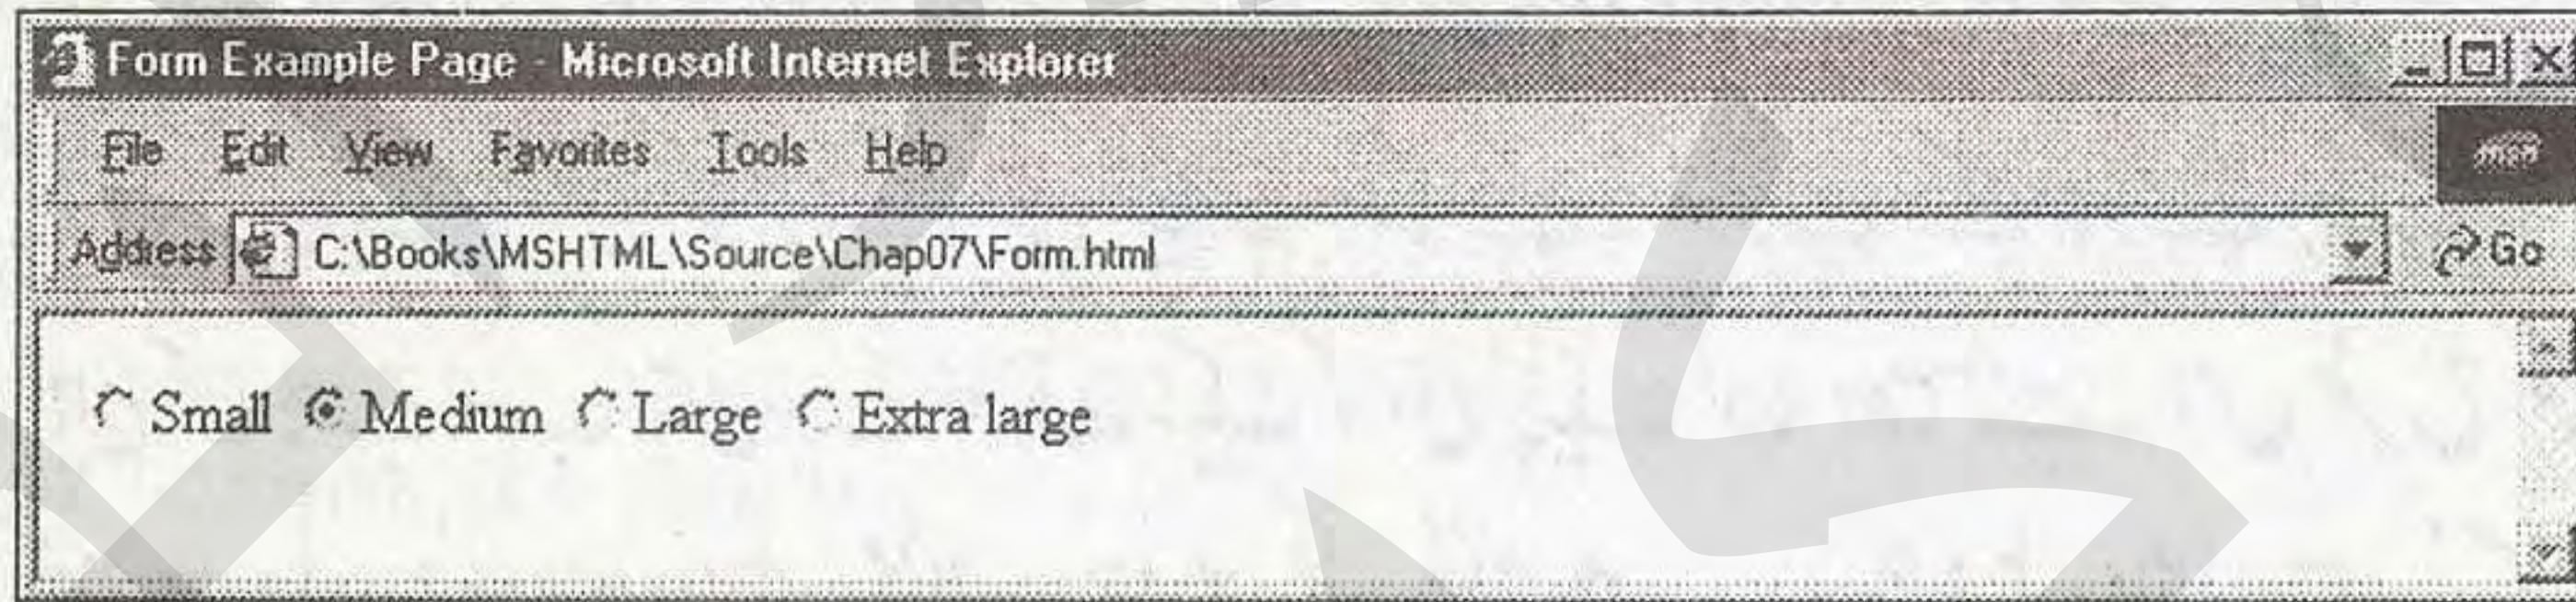 Form Example Page - Microsoft Internet Explorer
File Edit View Favorites Tools Help
msn
Address C:\Books\MSHTML\Source\Chap07\Form.html Go
Small Medium Large Extra large